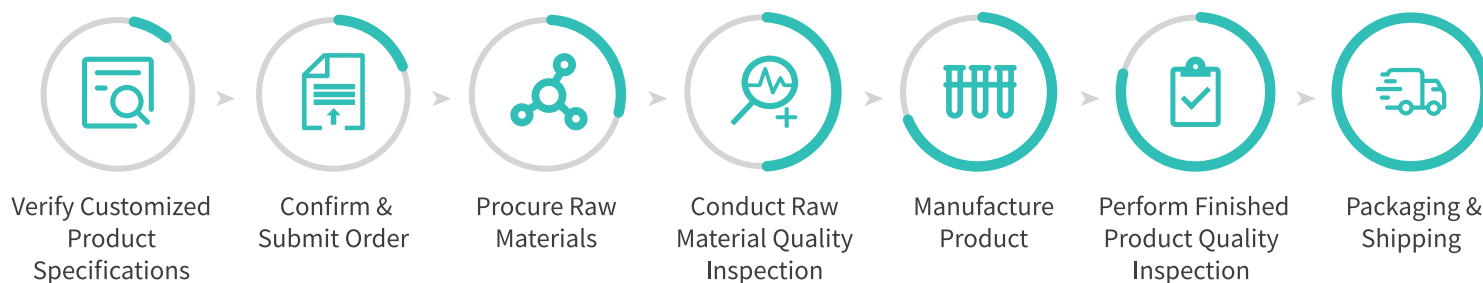 Verify Customized
Product
Specifications
Confirm &
Submit Order
Procure Raw
Materials
Conduct Raw
Material Quality
Inspection
Manufacture
Product
Perform Finished
Product Quality
Inspection
Packaging &
Shipping